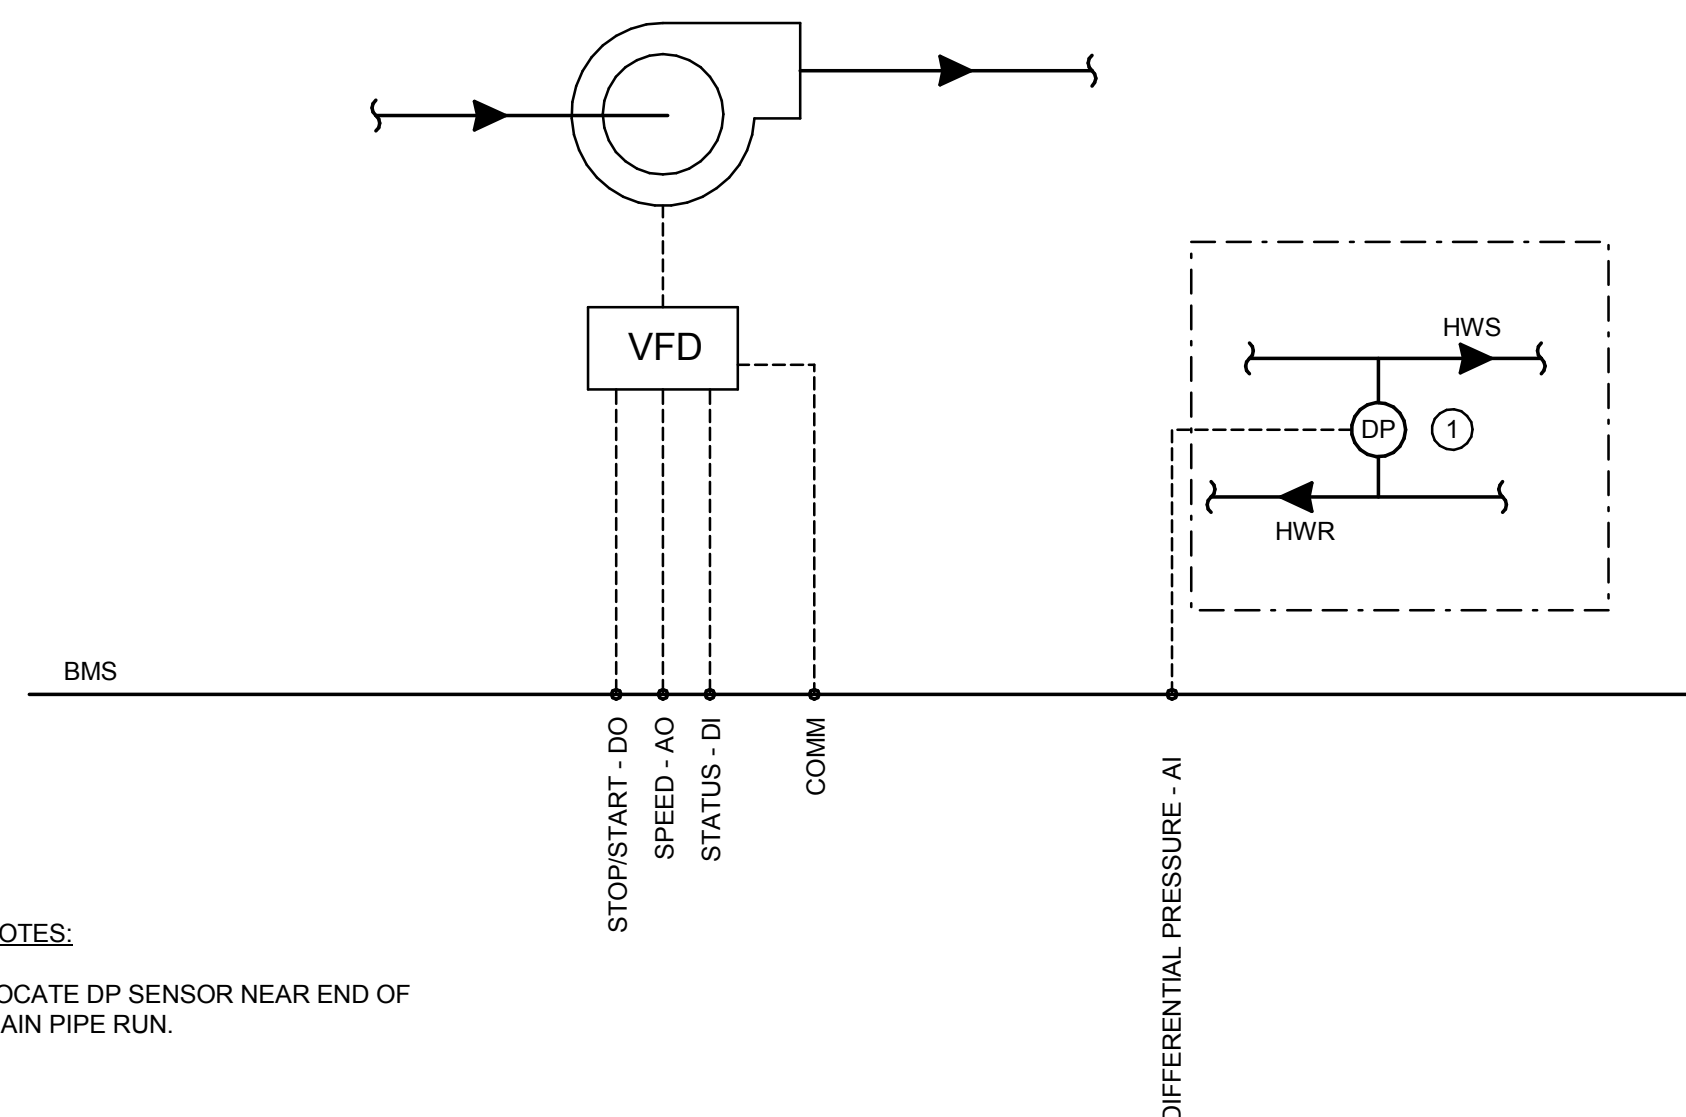 VFD
HWS
DP
1
HWR
BMS
STOP/START - DO
SPEED - AO
STATUS - DI
COMM
DIFFERENTIAL PRESSURE - AI
OTES:
OCATE DP SENSOR NEAR END OF
AIN PIPE RUN.